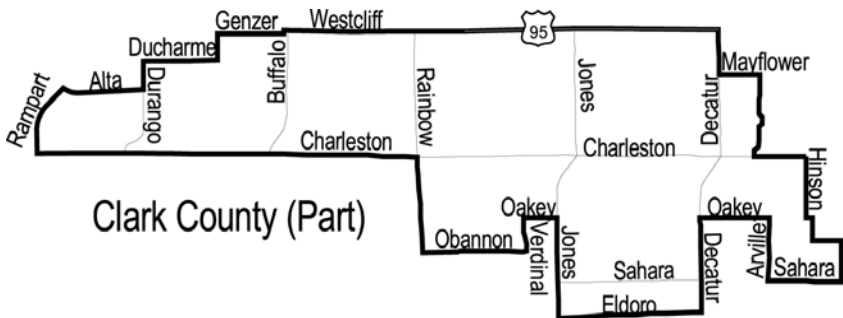 Genzer
Westcliff
95
Ducharme
Mayflower
Alta
Rampart
Durango
Buffalo
Rainbow
Jones
Decatur
Charleston
Charleston
Hinson
Clark County (Part)
Oakey
Oakey
Obannon
Verdinal
Jones
Decatur
Arville
Sahara
Sahara
Eldoro